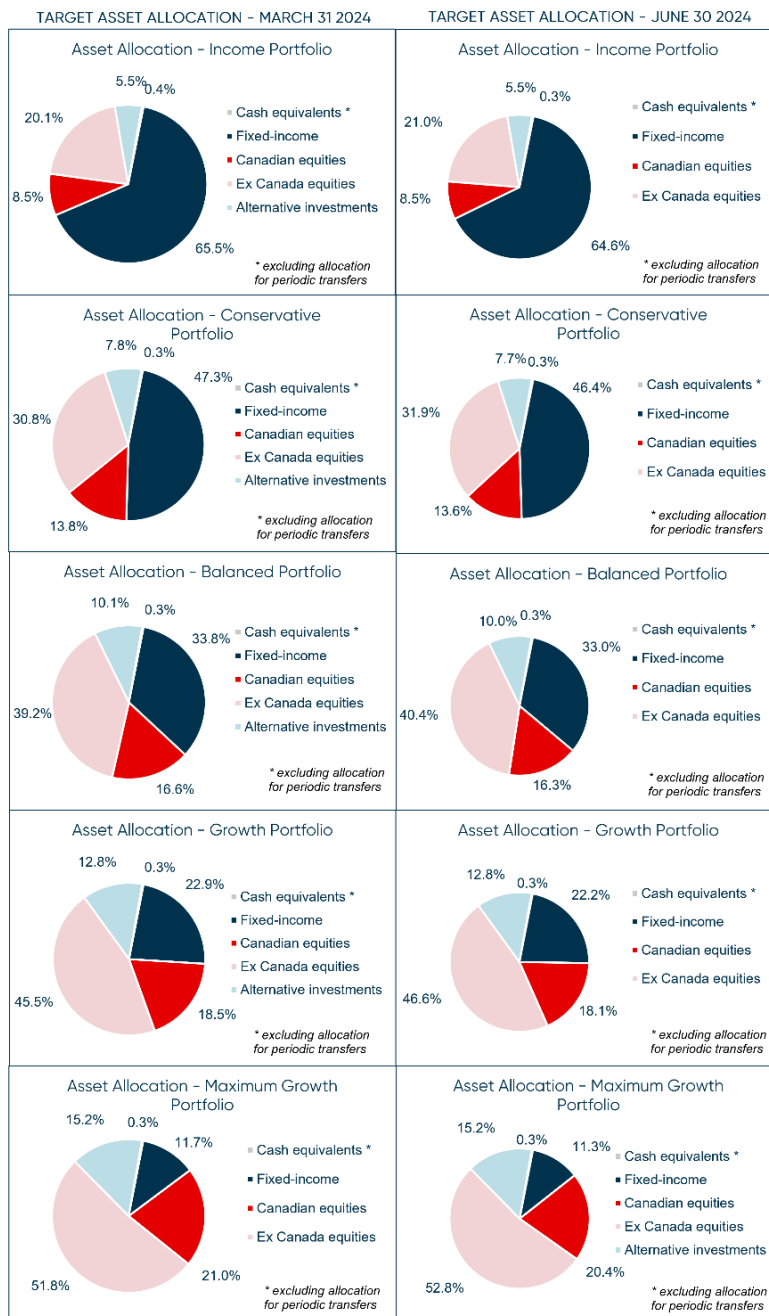 TARGET ASSET ALLOCATION - MARCH 31 2024
TARGET ASSET ALLOCATION - JUNE 30 2024
Asset Allocation - Income Portfolio
5.5%
0.4%
20.1%
8.5%
65.5%
Cash equivalents *
Fixed-income
Canadian equities
Ex Canada equities
Alternative investments
* excluding allocation
for periodic transfers
Asset Allocation - Income Portfolio
5.5%
0.3%
21.0%
8.5%
64.6%
Cash equivalents *
Fixed-income
Canadian equities
Ex Canada equities
* excluding allocation
for periodic transfers
Asset Allocation - Conservative
Portfolio
7.8%
0.3%
47.3%
30.8%
13.8%
Cash equivalents *
Fixed-income
Canadian equities
Ex Canada equities
Alternative investments
* excluding allocation
for periodic transfers
Asset Allocation - Conservative
Portfolio
7.7%
0.3%
46.4%
31.9%
13.6%
Cash equivalents *
Fixed-income
Canadian equities
Ex Canada equities
* excluding allocation
for periodic transfers
Asset Allocation - Balanced Portfolio
10.1%
0.3%
33.8%
39.2%
16.6%
Cash equivalents *
Fixed-income
Canadian equities
Ex Canada equities
Alternative investments
* excluding allocation
for periodic transfers
Asset Allocation - Balanced Portfolio
10.0%
0.3%
33.0%
40.4%
16.3%
Cash equivalents *
Fixed-income
Canadian equities
Ex Canada equities
* excluding allocation
for periodic transfers
Asset Allocation - Growth Portfolio
12.8%
0.3%
22.9%
45.5%
18.5%
Cash equivalents *
Fixed-income
Canadian equities
Ex Canada equities
Alternative investments
* excluding allocation
for periodic transfers
Asset Allocation - Growth Portfolio
12.8%
0.3%
22.2%
46.6%
18.1%
Cash equivalents *
Fixed-income
Canadian equities
Ex Canada equities
* excluding allocation
for periodic transfers
Asset Allocation - Maximum Growth
Portfolio
15.2%
0.3%
11.7%
51.8%
21.0%
Cash equivalents *
Fixed-income
Canadian equities
Ex Canada equities
* excluding allocation
for periodic transfers
Asset Allocation - Maximum Growth
Portfolio
15.2%
0.3%
11.3%
52.8%
20.4%
Cash equivalents *
Fixed-income
Canadian equities
Ex Canada equities
Alternative investments
* excluding allocation
for periodic transfers